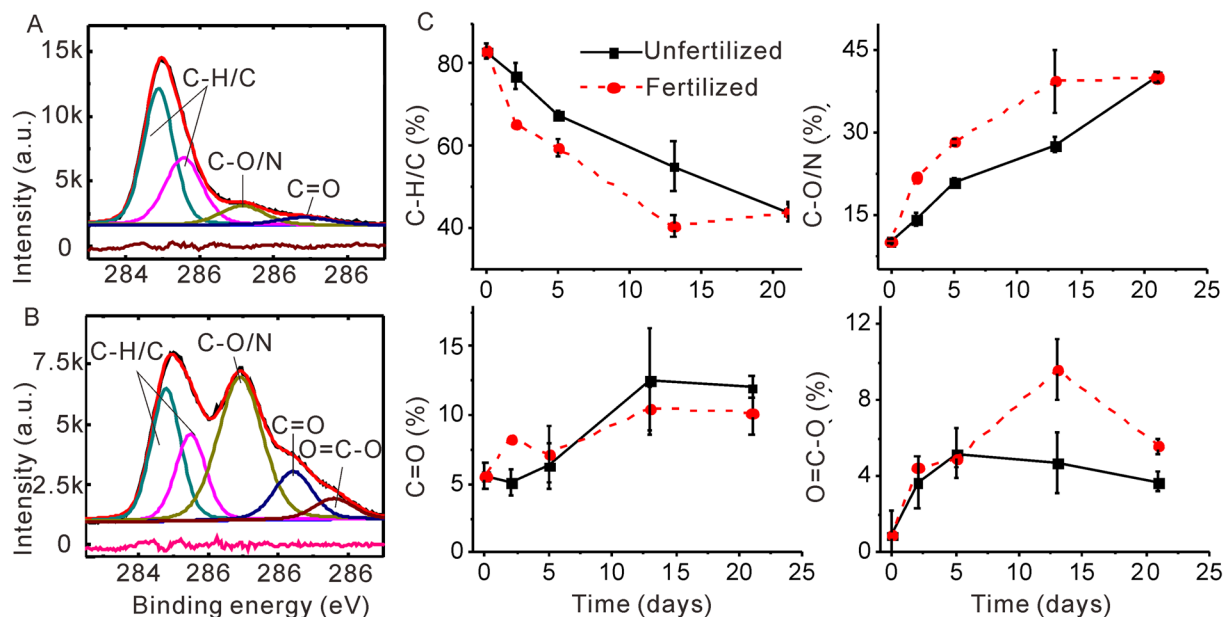 A
15k
10k
5k
0
Intensity (a.u.)
C-H/C
C-O/N
C=O
284 286 286 286
B
7.5k
5k
2.5k
0
Intensity (a.u.)
C-H/C
C-O/N
C=O
O=C-O
284 286 286 286
Binding energy (eV)
C
80
60
40
C-H/C (%)
Unfertilized
Fertilized
0 5 10 15 20
45
30
15
C-O/N (%)
0 5 10 15 20 25
15
10
5
0
C=O (%)
0 5 10 15 20 25
Time (days)
12
8
4
0
O=C-O (%)
0 5 10 15 20 25
Time (days)